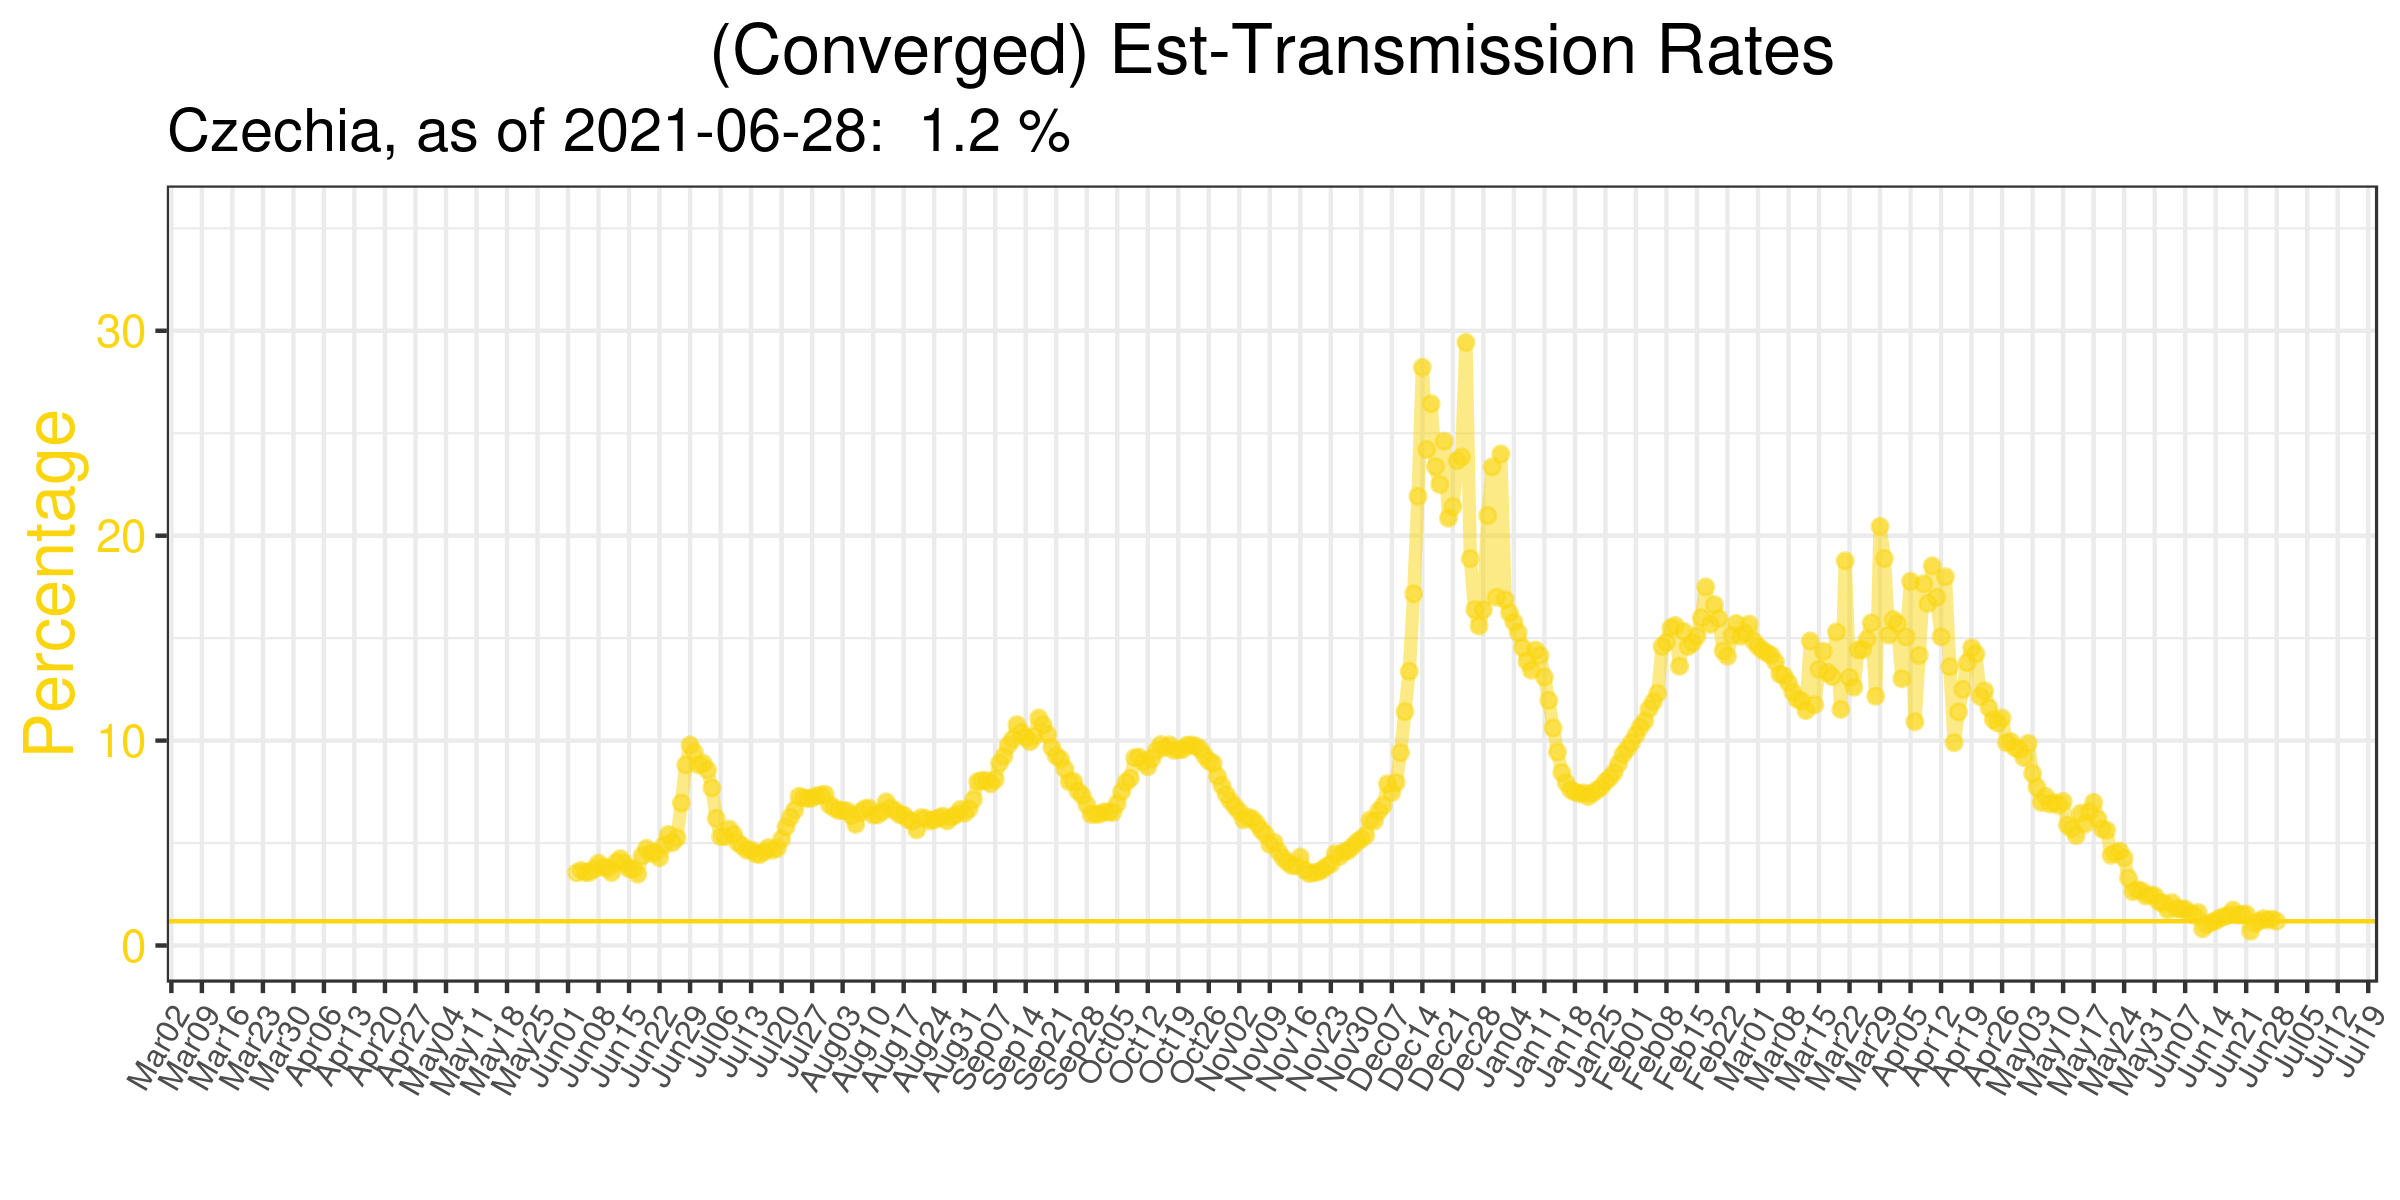 (Converged) Est-Transmission Rates
Czechia, as of 2021-06-28:  1.2 %
Percentage
30
20
10
0
Mar02
Mar09
Mar16
Mar23
Mar30
Apr06
Apr13
Apr20
Apr27
May04
May11
May18
May25
Jun01
Jun08
Jun15
Jun22
Jun29
Jul06
Jul13
Jul20
Jul27
Aug03
Aug10
Aug17
Aug24
Aug31
Sep07
Sep14
Sep21
Sep28
Oct05
Oct12
Oct19
Oct26
Nov02
Nov09
Nov16
Nov23
Nov30
Dec07
Dec14
Dec21
Dec28
Jan04
Jan11
Jan18
Jan25
Feb01
Feb08
Feb15
Feb22
Mar01
Mar08
Mar15
Mar22
Mar29
Apr05
Apr12
Apr19
Apr26
May03
May10
May17
May24
May31
Jun07
Jun14
Jun21
Jun28
Jul05
Jul12
Jul19